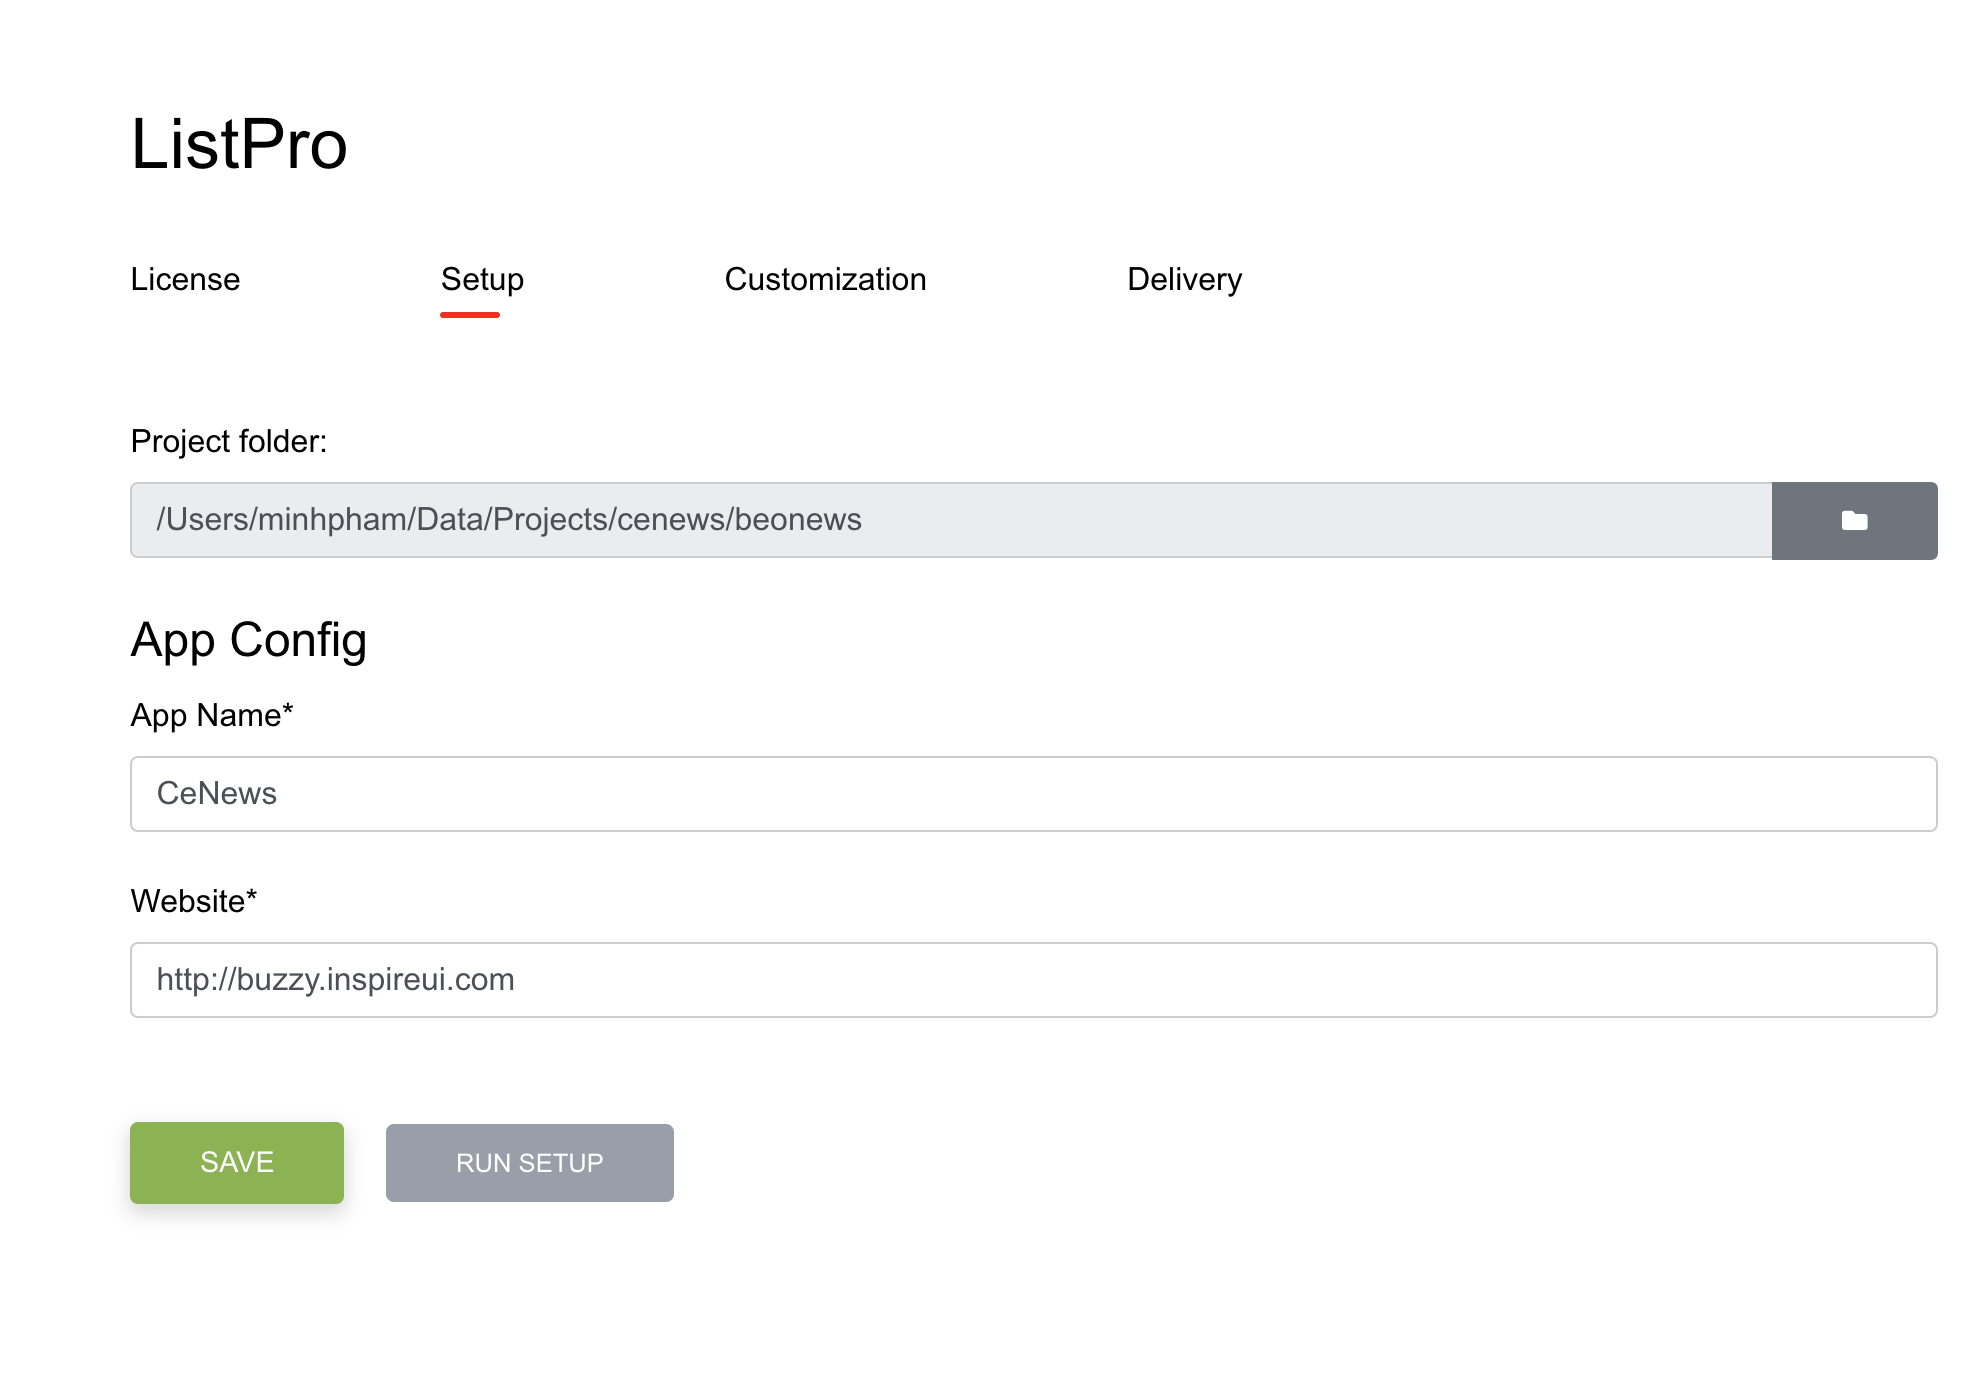 ListPro
License Setup Customization Delivery
Project folder:
/Users/minhpham/Data/Projects/cenews/beonews
App Config
App Name*
CeNews
Website*
http://buzzy.inspireui.com
SAVE RUN SETUP